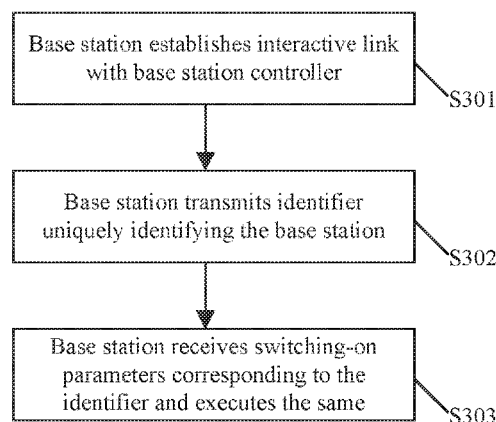 Base station establishes interactive link
with base station controller
S301
Base station transmits identifier
uniquely identifying the base station
S302
Base station receives switching-on
parameters corresponding to the
identifier and executes the same
S303